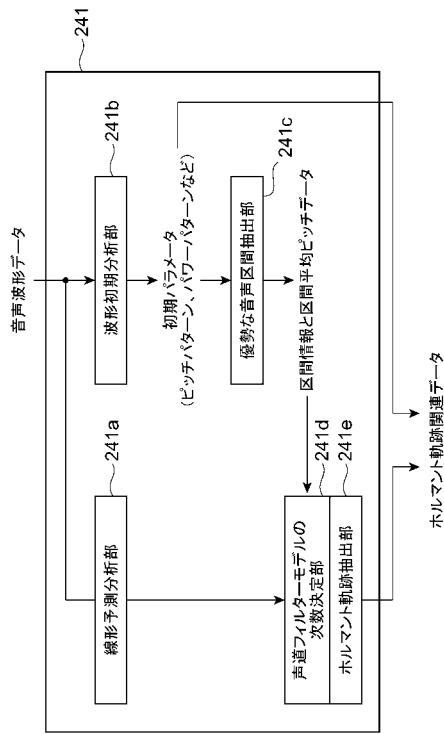 241
音声波形データ
線形予測分析部
241a
波形初期分析部
241b
初期パラメータ
(ピッチパターン、パワーパターンなど)
優勢な音声区間抽出部
241c
区間情報と区間平均ピッチデータ
声道フィルターモデルの
次数決定部
241d
ホルマント軌跡抽出部
241e
ホルマント軌跡関連データ